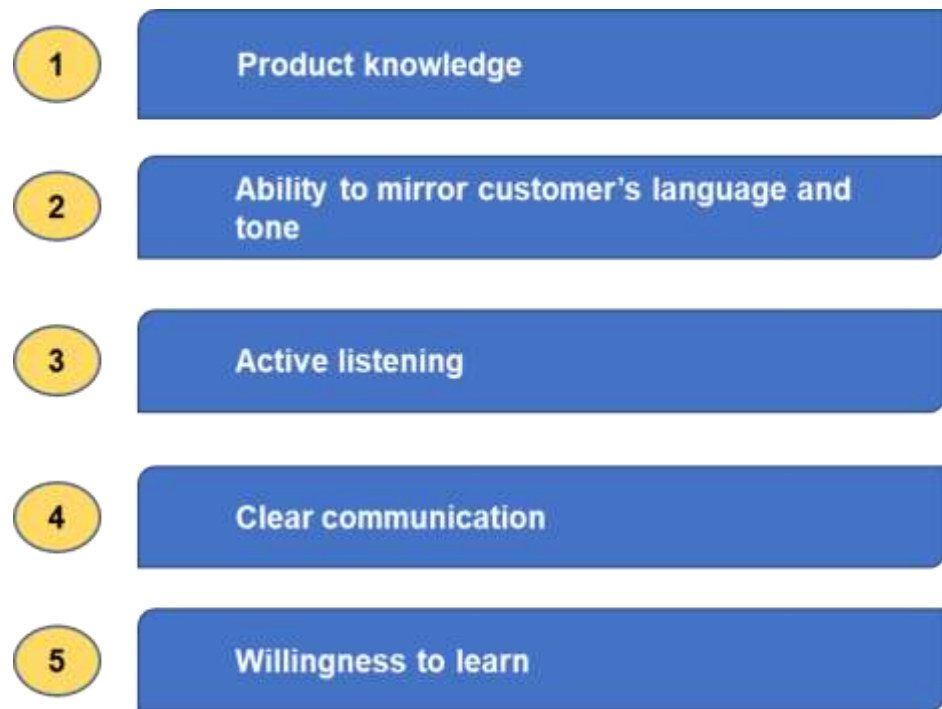 1
Product knowledge
2
Ability to mirror customer’s language and
tone
3
Active listening
4
Clear communication
5
Willingness to learn